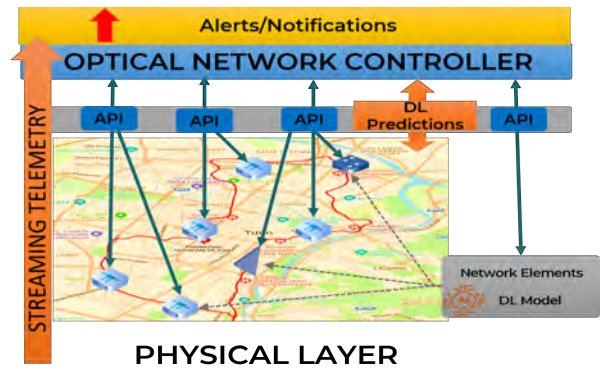 Alerts/Notifications
OPTICAL NETWORK CONTROLLER
API
API
API
DL
Predictions
API
STREAMING TELEMETRY
Turin
Network Elements
DL Model
PHYSICAL LAYER